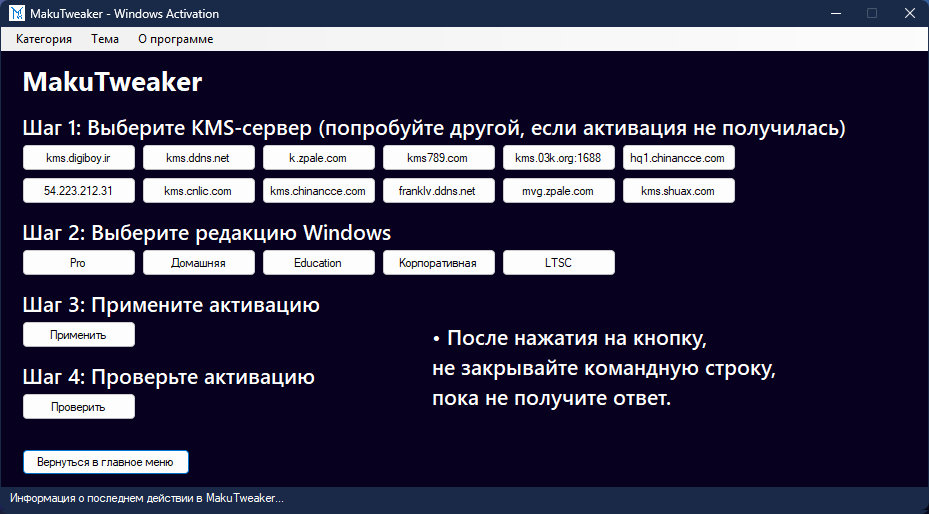 MakuTweaker - Windows Activation
Категория Тема О программе
MakuTweaker
Шаг 1: Выберите KMS-сервер (попробуйте другой, если активация не получилась)
kms.digiboy.ir kms.ddns.net k.zpale.com kms789.com kms.03k.org:1688 hq1.chinancce.com
54.223.212.31 kms.cnlic.com kms.chinancce.com franklv.ddns.net mvg.zpale.com kms.shuax.com
Шаг 2: Выберите редакцию Windows
Pro Домашняя Education Корпоративная LTSC
Шаг 3: Примените активацию
Применить
• После нажатия на кнопку,
не закрывайте командную строку,
пока не получите ответ.
Шаг 4: Проверьте активацию
Проверить
Вернуться в главное меню
Информация о последнем действии в MakuTweaker...